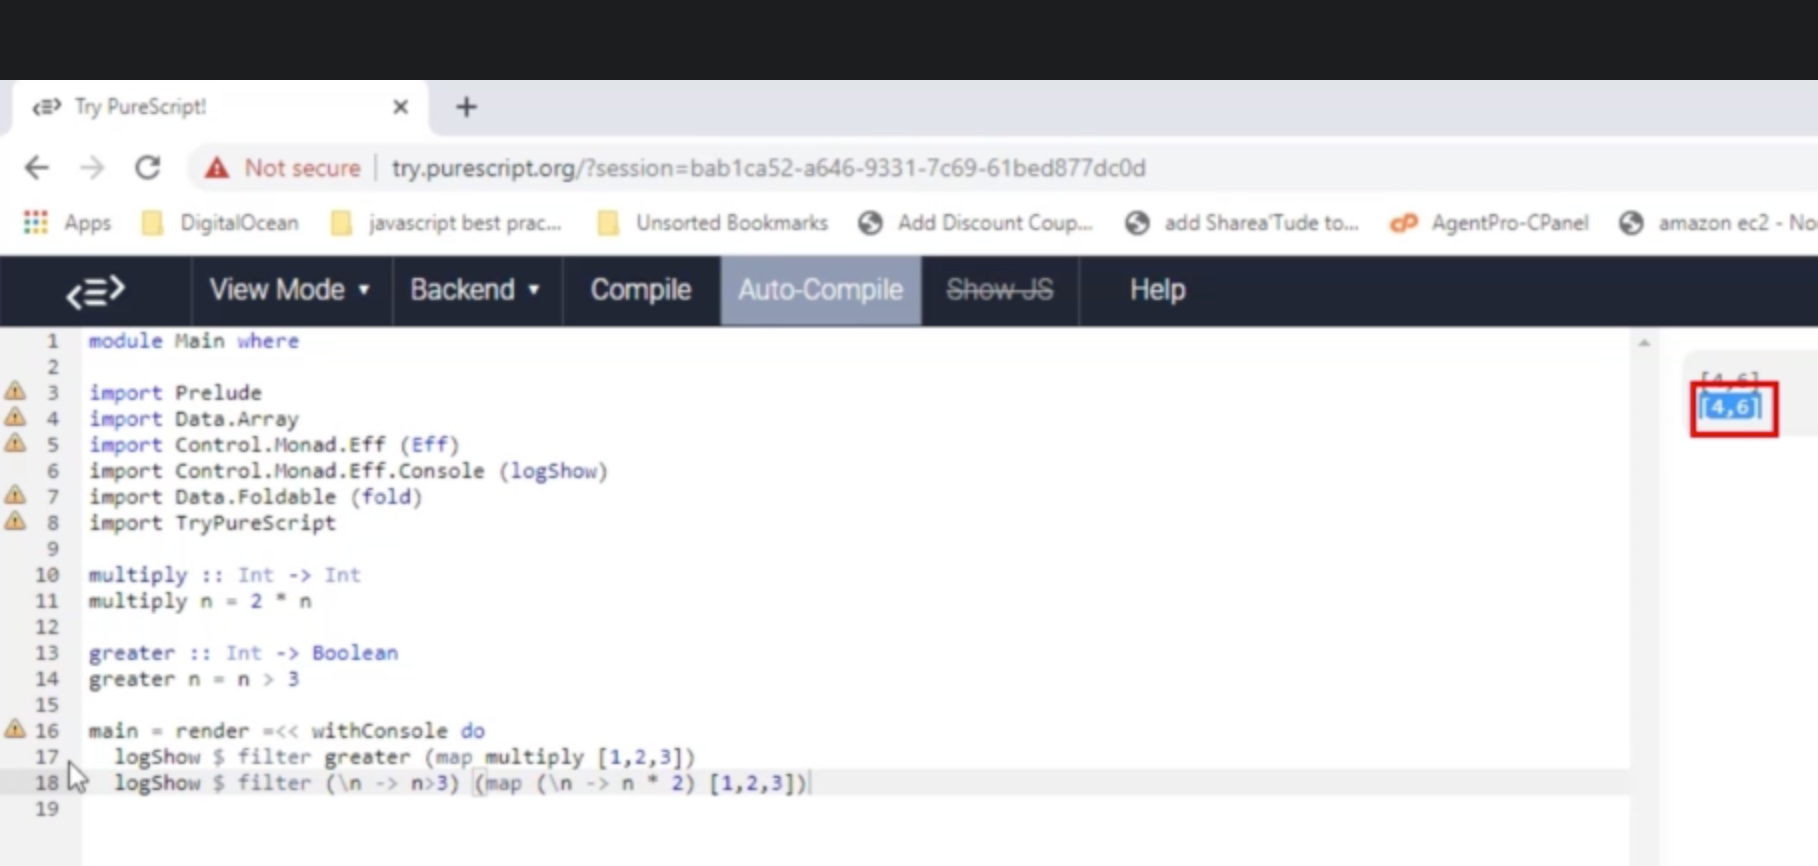 Try PureScript!
Not secure | try.purescript.org/?session=bab1ca52-a646-9331-7c69-61bed877dc0d
Apps DigitalOcean javascript best prac... Unsorted Bookmarks Add Discount Coup... add Sharea'Tude to... AgentPro-CPanel amazon ec2 - No
View Mode Backend Compile Auto-Compile Show JS Help
1 module Main where
2
3 import Prelude
4 import Data.Array
5 import Control.Monad.Eff (Eff)
6 import Control.Monad.Eff.Console (logShow)
7 import Data.Foldable (fold)
8 import TryPureScript
9
10 multiply :: Int -> Int
11 multiply n = 2 * n
12
13 greater :: Int -> Boolean
14 greater n = n > 3
15
16 main = render =<< withConsole do
17 logShow $ filter greater (map multiply [1,2,3])
18 logShow $ filter (\n -> n>3) (map (\n -> n * 2) [1,2,3])
19
[4,6]
[4,6]